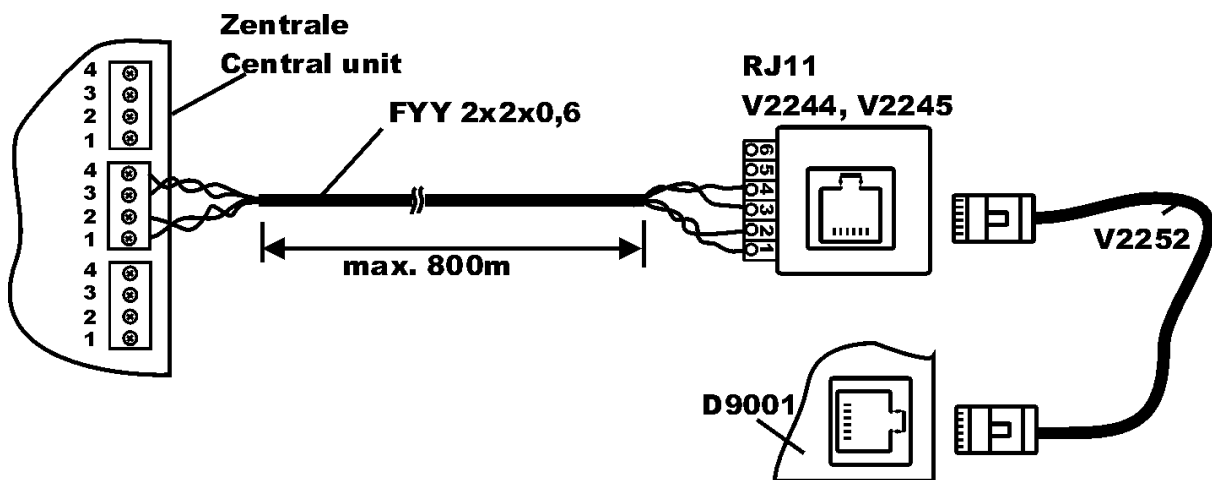 Zentrale
Central unit
4
3
2
1
4
3
2
1
4
3
2
1
FYY 2x2x0,6
max. 800m
RJ11
V2244, V2245
6
5
4
3
2
1
V2252
D9001